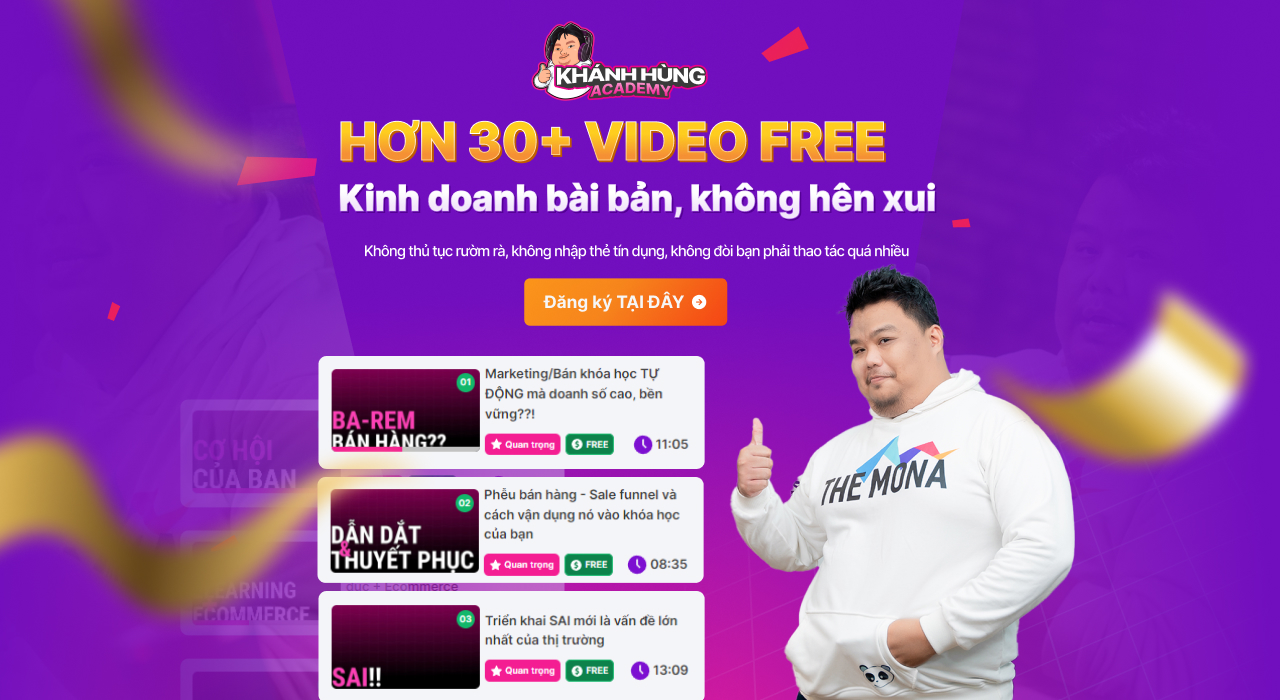 KHÁNH HÙNG
ACADEMY
HƠN 30+ VIDEO FREE
Kinh doanh bài bản, không hên xui
Không thủ tục rườm rà, không nhập thẻ tín dụng, không đòi bạn phải thao tác quá nhiều
Đăng ký TẠI ĐÂY
01
BA-REM
BÁN HÀNG??
Marketing/Bán khóa học TỰ
ĐỘNG mà doanh số cao, bền
vững??!
Quan trọng
FREE
11:05
02
DẪN DẮT
&
THUYẾT PHỤC
Phễu bán hàng - Sale funnel và
cách vận dụng nó vào khóa học
của bạn
Quan trọng
FREE
08:35
03
SAI!!
Triển khai SAI mới là vấn đề lớn
nhất của thị trường
Quan trọng
FREE
13:09
THE MONA
CƠ HỘI
CỦA BẠN
ECOMMERCE
dục + Ecommerce